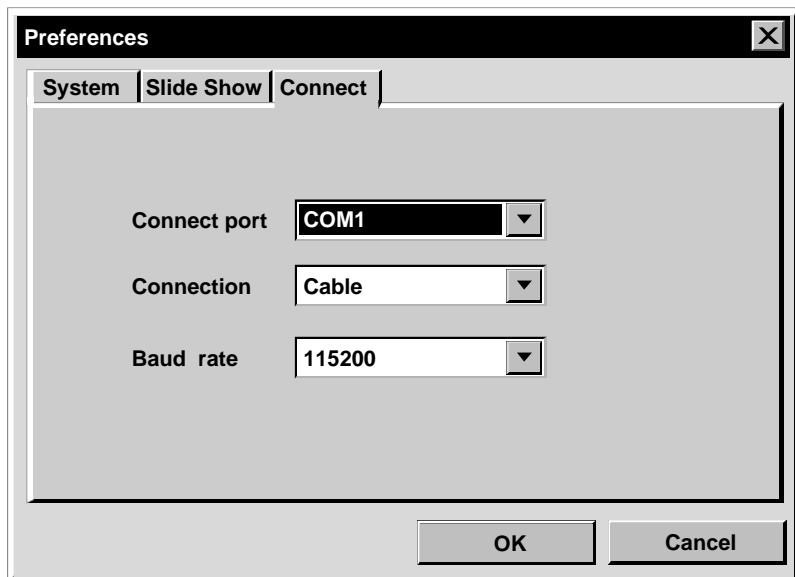 Preferences
System Slide Show Connect
Connect port COM1
Connection Cable
Baud rate 115200
OK Cancel